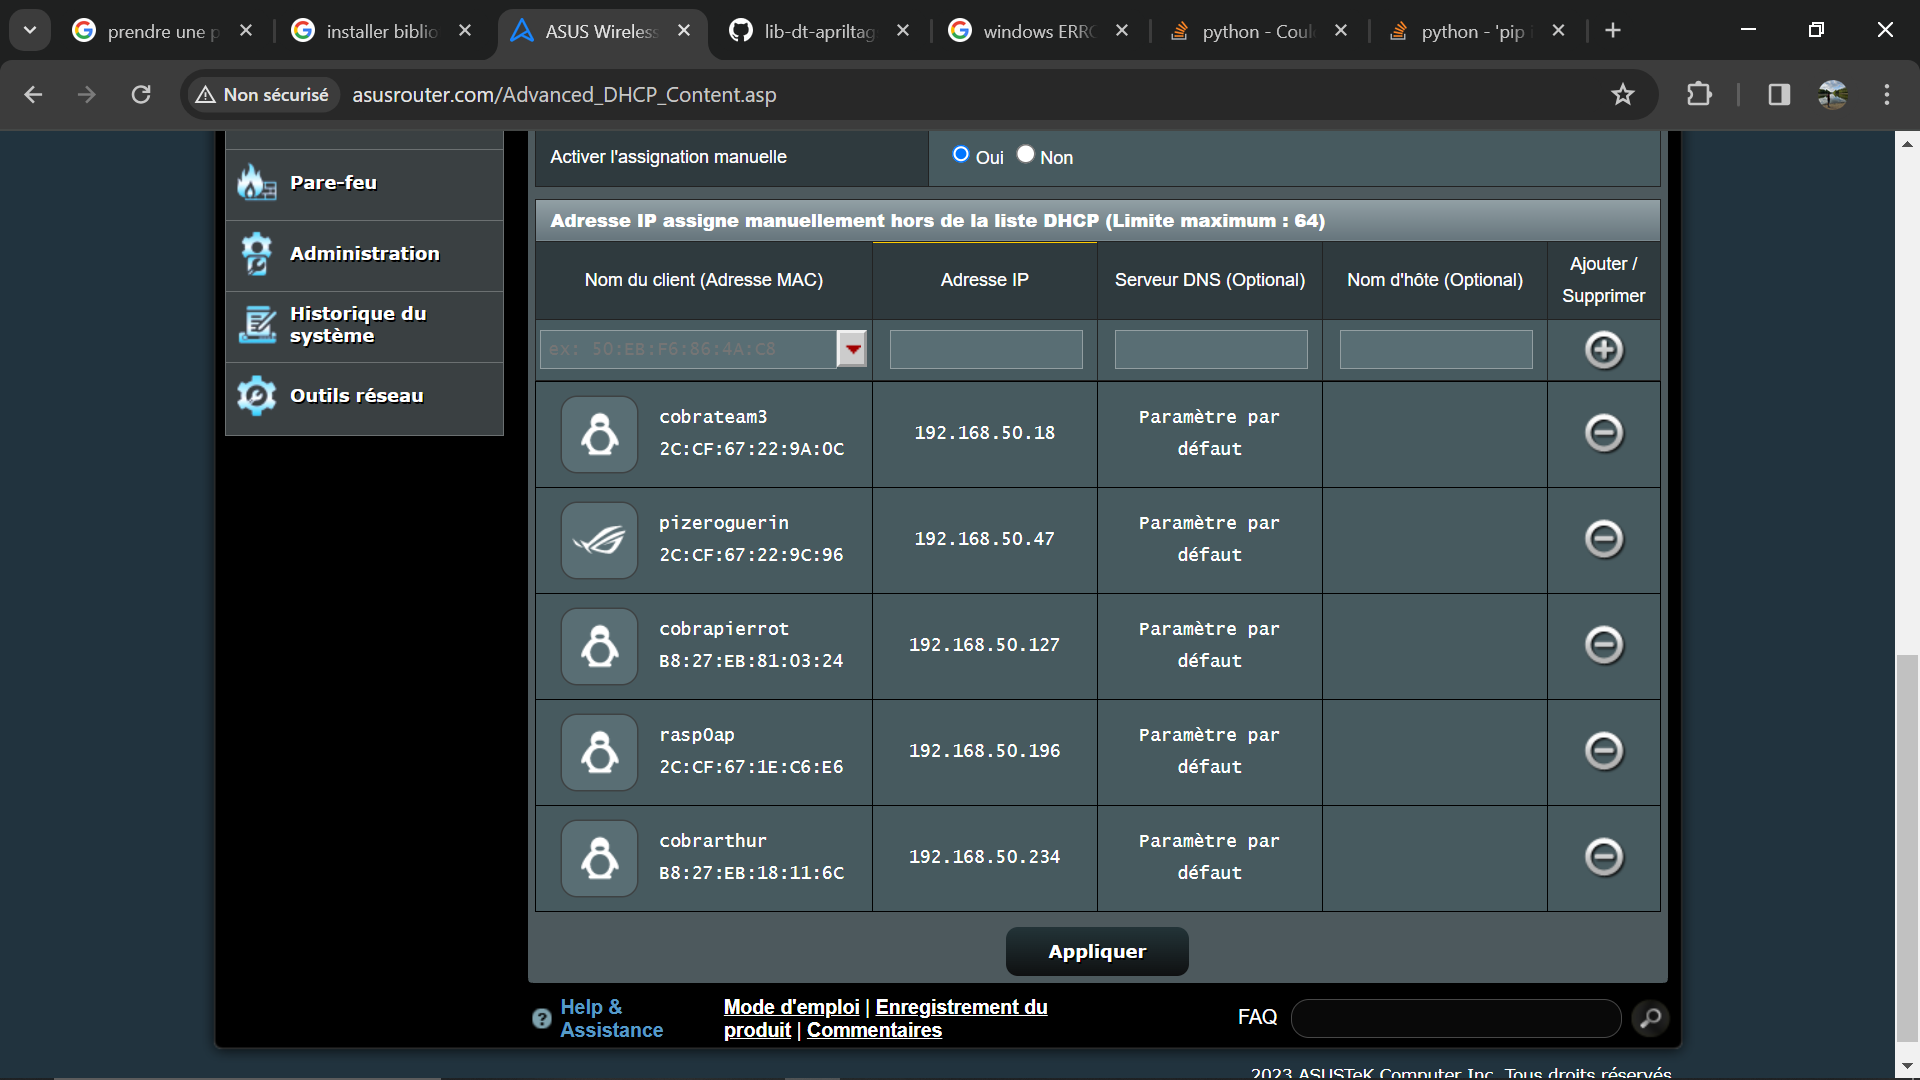 prendre une p
installer biblio
ASUS Wireless
lib-dt-apriltag
windows ERRO
python - Coul
python - 'pip i
Non sécurisé
asusrouter.com/Advanced_DHCP_Content.asp
Pare-feu
Administration
Historique du
système
Outils réseau
Activer l'assignation manuelle
Oui Non
Adresse IP assigne manuellement hors de la liste DHCP (Limite maximum : 64)
Nom du client (Adresse MAC)
Adresse IP
Serveur DNS (Optional)
Nom d'hôte (Optional)
Ajouter /
Supprimer
ex: 50:EB:F6:86:4A:C8
cobrateam3
2C:CF:67:22:9A:0C
192.168.50.18
Paramètre par
défaut
pizeroguerin
2C:CF:67:22:9C:96
192.168.50.47
Paramètre par
défaut
cobrapierrot
B8:27:EB:81:03:24
192.168.50.127
Paramètre par
défaut
rasp0ap
2C:CF:67:1E:C6:E6
192.168.50.196
Paramètre par
défaut
cobrarthur
B8:27:EB:18:11:6C
192.168.50.234
Paramètre par
défaut
Appliquer
Help &
Assistance
Mode d'emploi | Enregistrement du
produit | Commentaires
FAQ
2023 ASUSTeK Computer Inc. Tous droits réservés